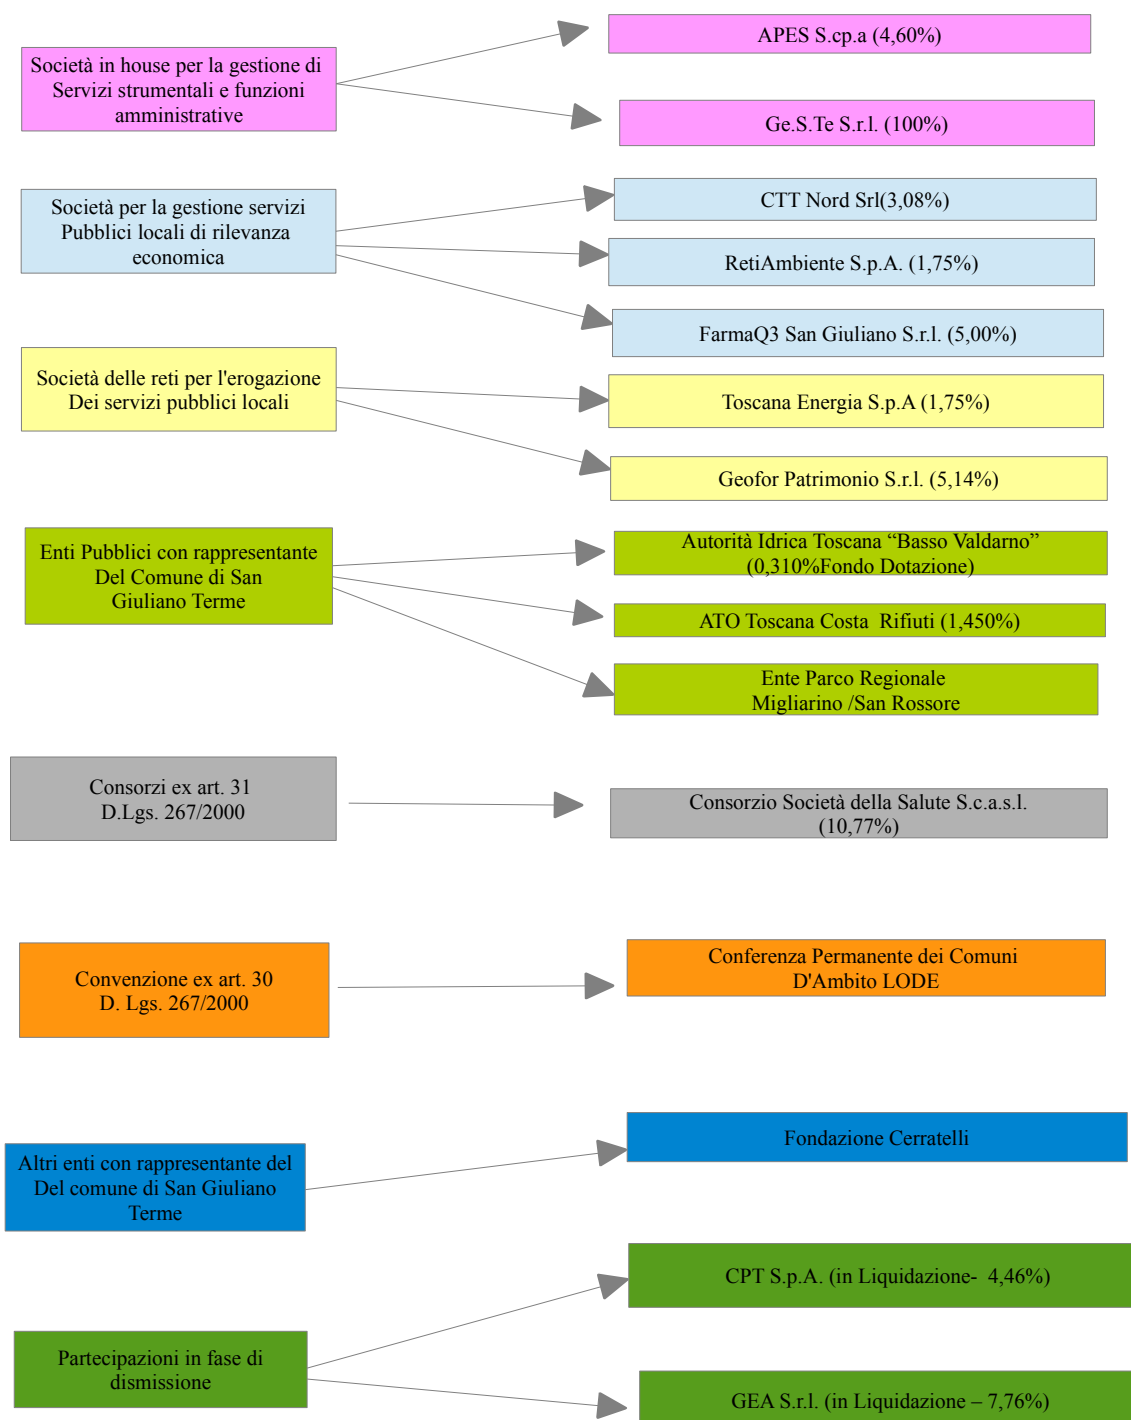 Società in house per la gestione di
Servizi strumentali e funzioni
amministrative
APES S.cp.a (4,60%)
Ge.S.Te S.r.l. (100%)
Società per la gestione servizi
Pubblici locali di rilevanza
economica
CTT Nord Srl(3,08%)
RetiAmbiente S.p.A. (1,75%)
FarmaQ3 San Giuliano S.r.l. (5,00%)
Società delle reti per l'erogazione
Dei servizi pubblici locali
Toscana Energia S.p.A (1,75%)
Geofor Patrimonio S.r.l. (5,14%)
Enti Pubblici con rappresentante
Del Comune di San
Giuliano Terme
Autorità Idrica Toscana “Basso Valdarno”
(0,310%Fondo Dotazione)
ATO Toscana Costa Rifiuti (1,450%)
Ente Parco Regionale
Migliarino /San Rossore
Consorzi ex art. 31
D.Lgs. 267/2000
Consorzio Società della Salute S.c.a.s.l.
(10,77%)
Convenzione ex art. 30
D. Lgs. 267/2000
Conferenza Permanente dei Comuni
D'Ambito LODE
Altri enti con rappresentante del
Del comune di San Giuliano
Terme
Fondazione Cerratelli
Partecipazioni in fase di
dismissione
CPT S.p.A. (in Liquidazione- 4,46%)
GEA S.r.l. (in Liquidazione – 7,76%)